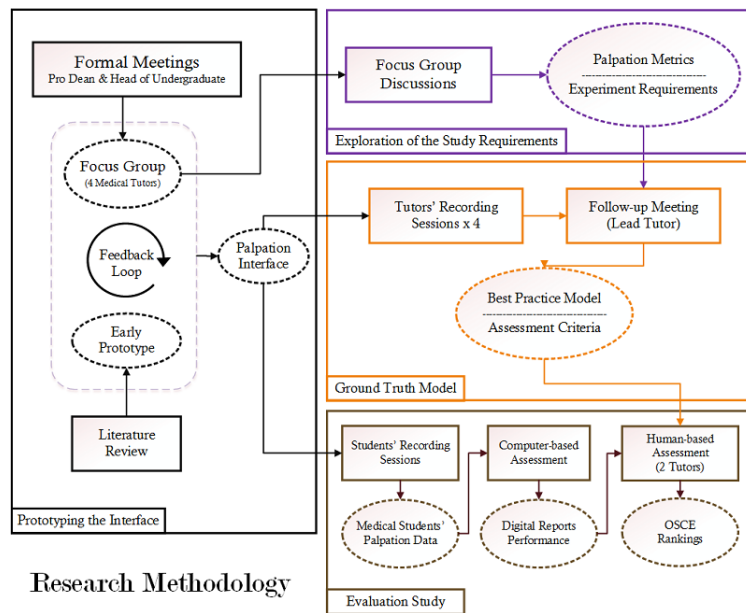 Formal Meetings
Pro Dean & Head of Undergraduate
Focus Group
(4 Medical Tutors)
Feedback
Loop
Early
Prototype
Literature
Review
Palpation
Interface
Prototyping the Interface
Focus Group
Discussions
Palpation Metrics
Experiment Requirements
Exploration of the Study Requirements
Tutors' Recording
Sessions x 4
Follow-up Meeting
(Lead Tutor)
Best Practice Model
Assessment Criteria
Ground Truth Model
Students' Recording
Sessions
Computer-based
Assessment
Human-based
Assessment
(2 Tutors)
Medical Students'
Palpation Data
Digital Reports
Performance
OSCE
Rankings
Evaluation Study
Research Methodology